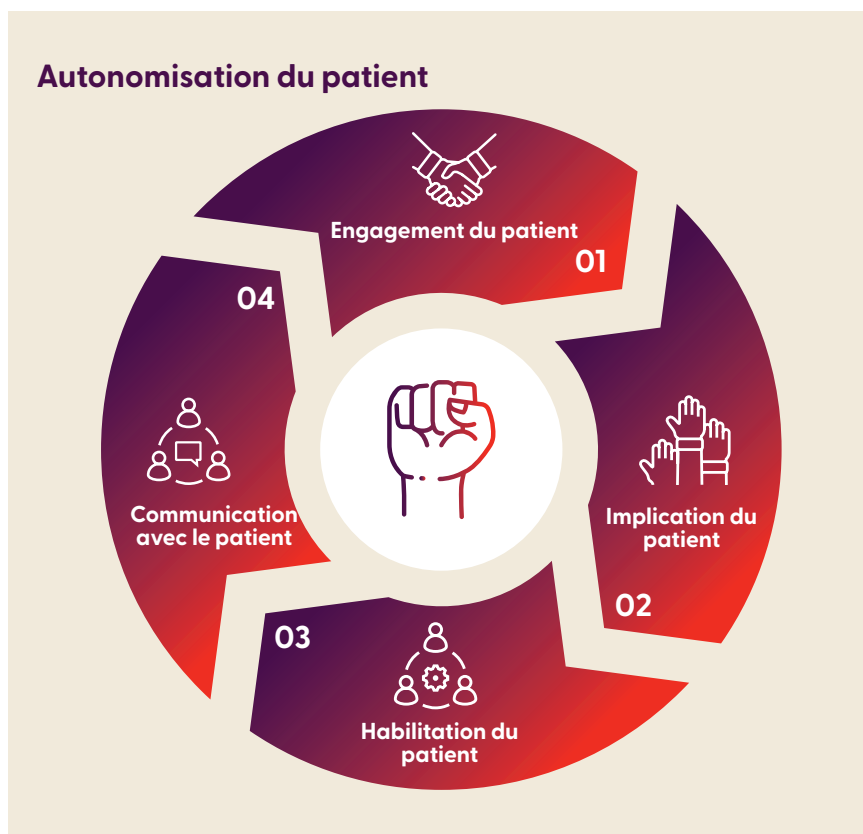 Autonomisation du patient
Engagement du patient
01
Implication du
patient
02
03
Habilitation du
patient
04
Communication
avec le patient